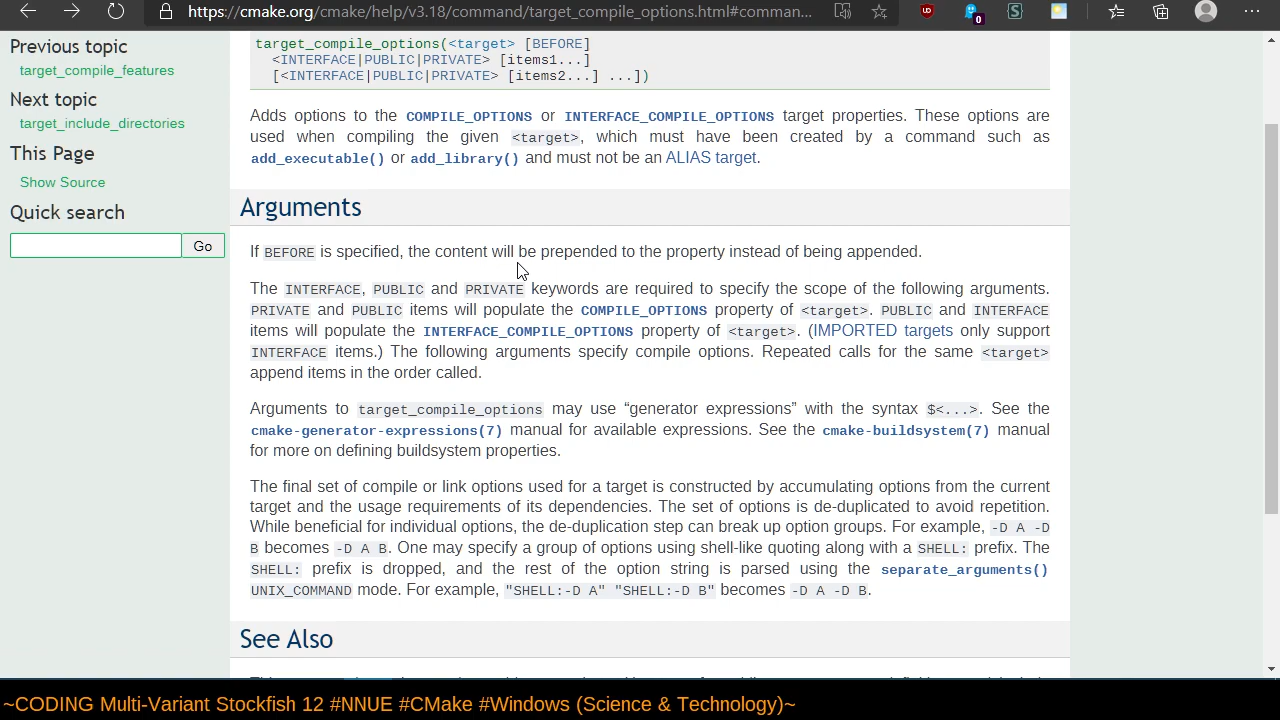 https://cmake.org/cmake/help/v3.18/command/target_compile_options.html#comman...
0
Previous topic
target_compile_features
Next topic
target_include_directories
This Page
Show Source
Quick search
Go
target_compile_options(<target> [BEFORE]
<INTERFACE|PUBLIC|PRIVATE> [items1...]
[<INTERFACE|PUBLIC|PRIVATE> [items2...] ...])
Adds options to the COMPILE_OPTIONS or INTERFACE_COMPILE_OPTIONS target properties. These options are
used when compiling the given <target>, which must have been created by a command such as
add_executable() or add_library() and must not be an ALIAS target.
Arguments
If BEFORE is specified, the content will be prepended to the property instead of being appended.
The INTERFACE, PUBLIC and PRIVATE keywords are required to specify the scope of the following arguments.
PRIVATE and PUBLIC items will populate the COMPILE_OPTIONS property of <target>. PUBLIC and INTERFACE
items will populate the INTERFACE_COMPILE_OPTIONS property of <target>. (IMPORTED targets only support
INTERFACE items.) The following arguments specify compile options. Repeated calls for the same <target>
append items in the order called.
Arguments to target_compile_options may use “generator expressions” with the syntax $<...>. See the
cmake-generator-expressions(7) manual for available expressions. See the cmake-buildsystem(7) manual
for more on defining buildsystem properties.
The final set of compile or link options used for a target is constructed by accumulating options from the current
target and the usage requirements of its dependencies. The set of options is de-duplicated to avoid repetition.
While beneficial for individual options, the de-duplication step can break up option groups. For example, -D A -D
B becomes -D A B. One may specify a group of options using shell-like quoting along with a SHELL: prefix. The
SHELL: prefix is dropped, and the rest of the option string is parsed using the separate_arguments()
UNIX_COMMAND mode. For example, "SHELL:-D A" "SHELL:-D B" becomes -D A -D B.
See Also
~CODING Multi-Variant Stockfish 12 #NNUE #CMake #Windows (Science & Technology)~